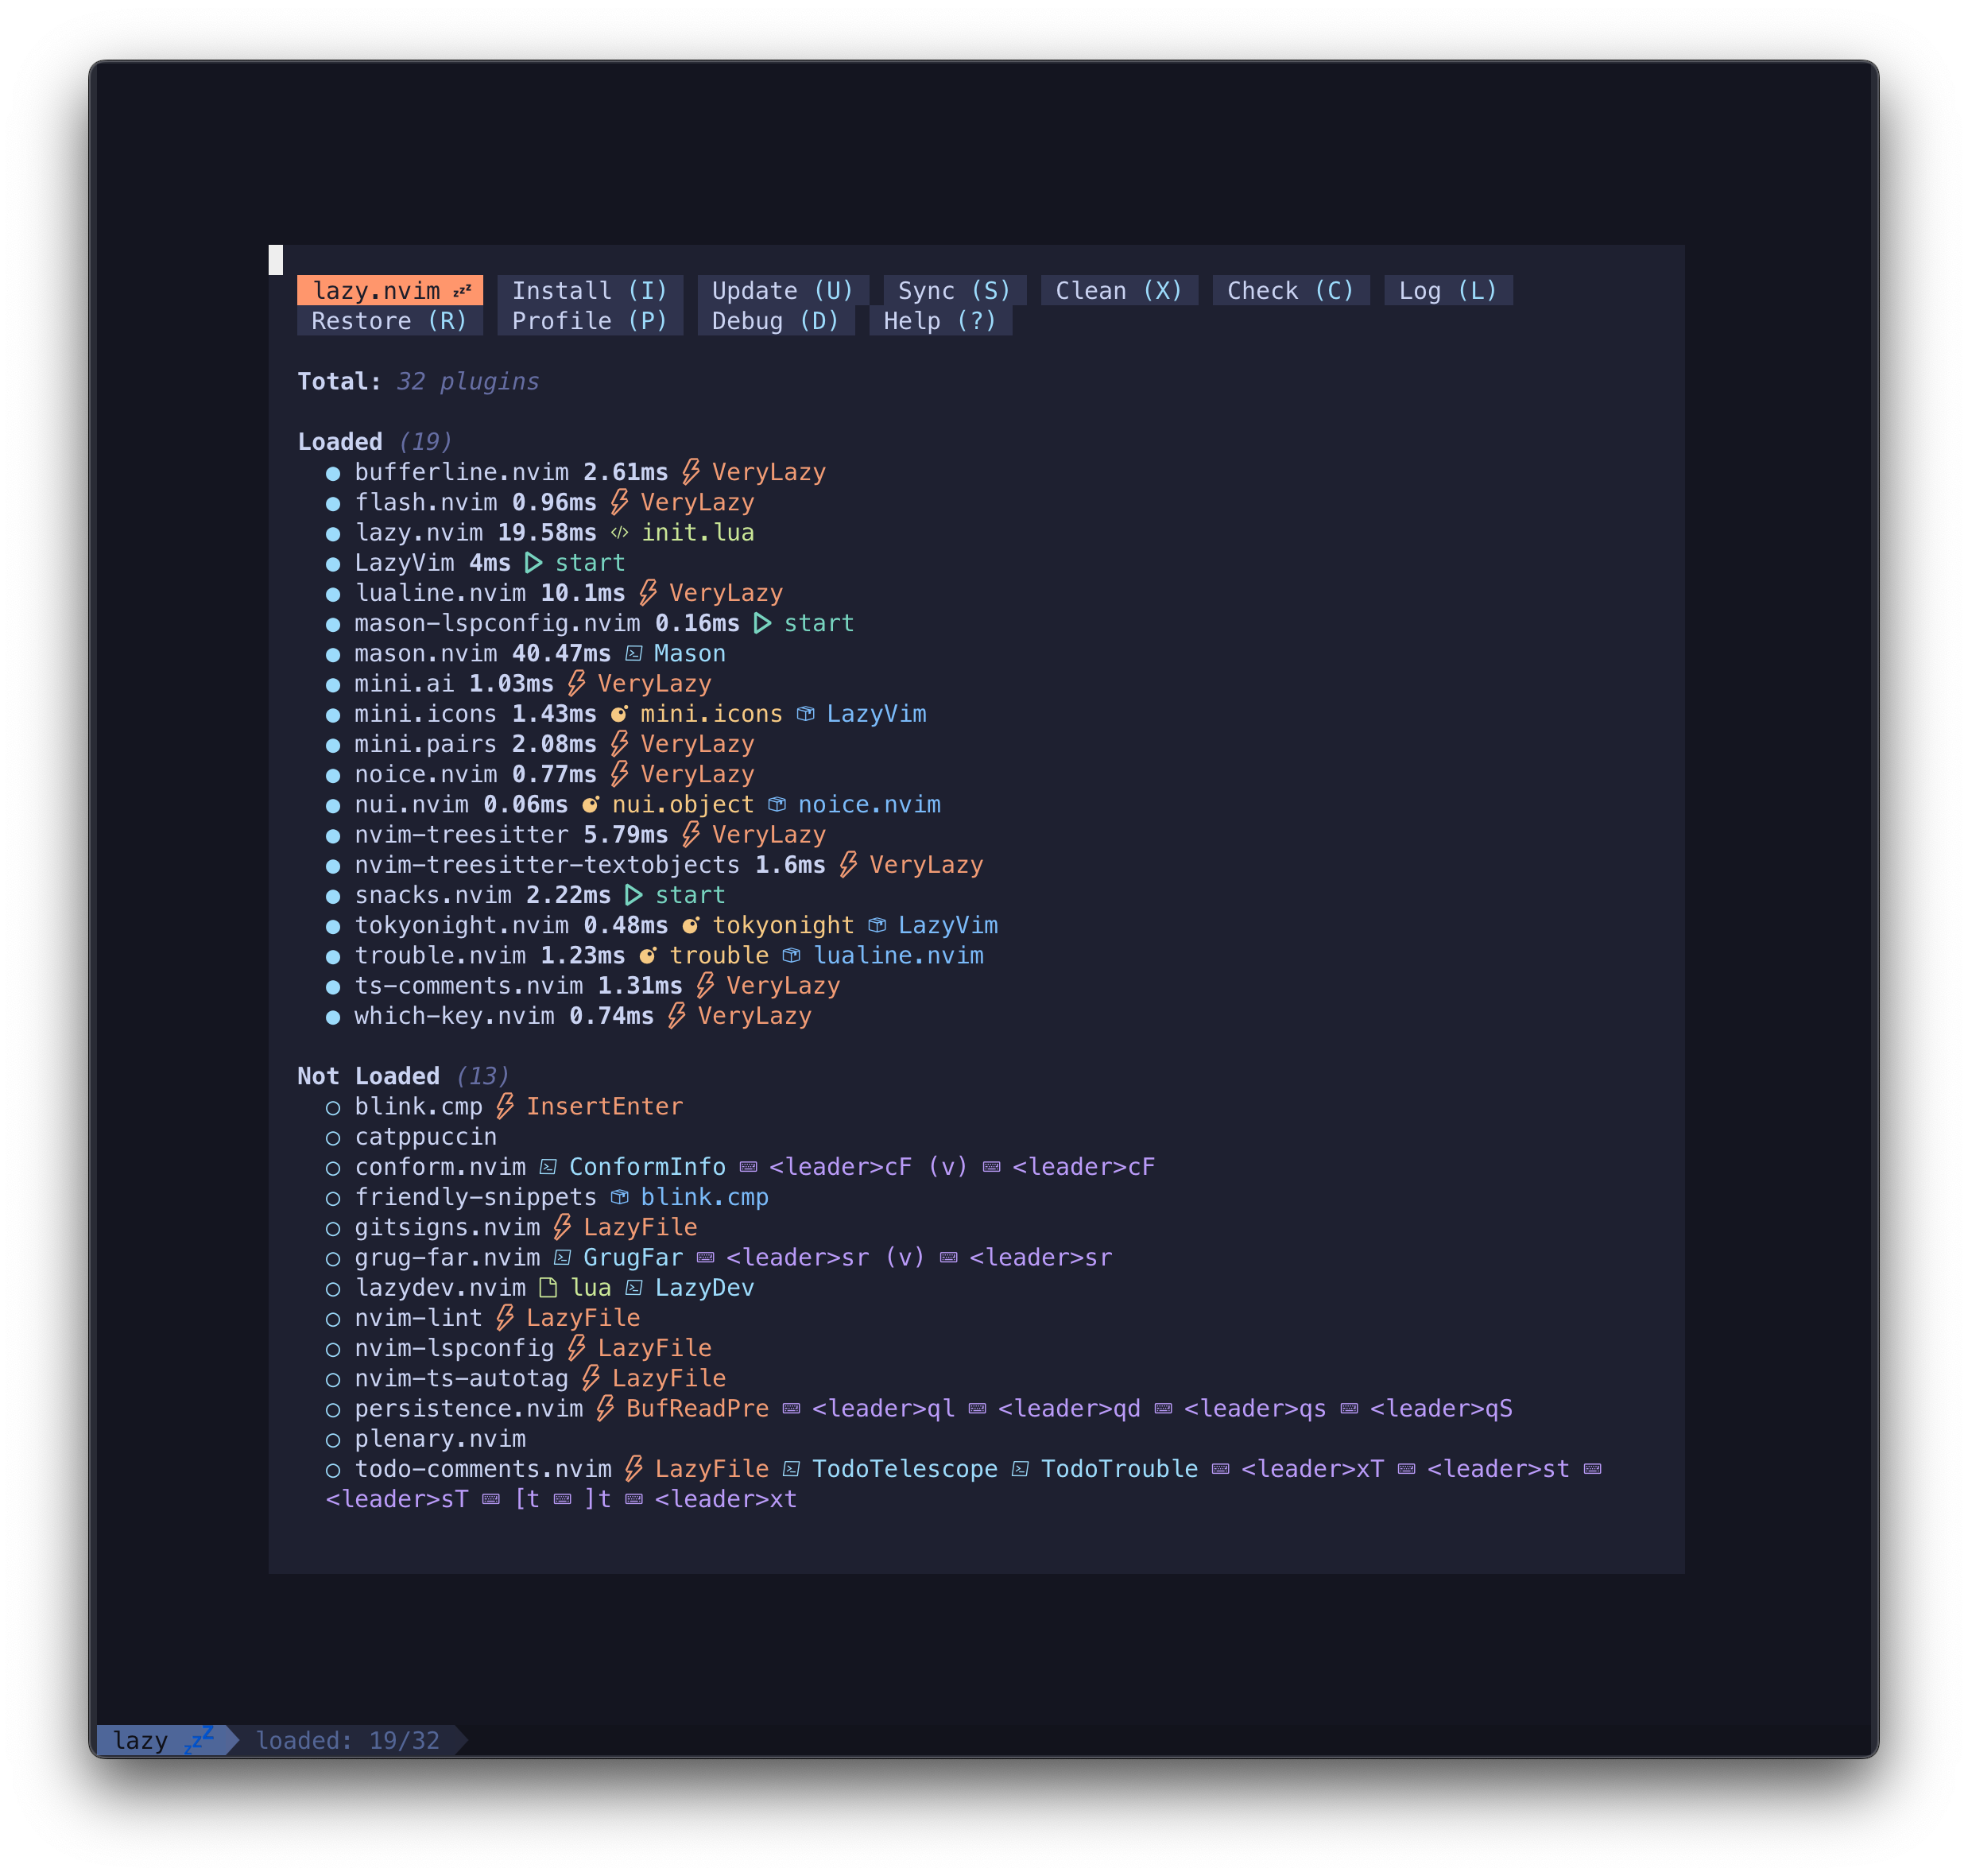 lazy.nvim 💤 Install (I) Update (U) Sync (S) Clean (X) Check (C) Log (L)
Restore (R) Profile (P) Debug (D) Help (?)
Total: 32 plugins
Loaded (19)
● bufferline.nvim 2.61ms VeryLazy
● flash.nvim 0.96ms VeryLazy
● lazy.nvim 19.58ms init.lua
● LazyVim 4ms start
● lualine.nvim 10.1ms VeryLazy
● mason-lspconfig.nvim 0.16ms start
● mason.nvim 40.47ms Mason
● mini.ai 1.03ms VeryLazy
● mini.icons 1.43ms mini.icons LazyVim
● mini.pairs 2.08ms VeryLazy
● noice.nvim 0.77ms VeryLazy
● nui.nvim 0.06ms nui.object noice.nvim
● nvim-treesitter 5.79ms VeryLazy
● nvim-treesitter-textobjects 1.6ms VeryLazy
● snacks.nvim 2.22ms start
● tokyonight.nvim 0.48ms tokyonight LazyVim
● trouble.nvim 1.23ms trouble lualine.nvim
● ts-comments.nvim 1.31ms VeryLazy
● which-key.nvim 0.74ms VeryLazy
Not Loaded (13)
○ blink.cmp InsertEnter
○ catppuccin
○ conform.nvim ConformInfo <leader>cF (v) <leader>cF
○ friendly-snippets blink.cmp
○ gitsigns.nvim LazyFile
○ grug-far.nvim GrugFar <leader>sr (v) <leader>sr
○ lazydev.nvim lua LazyDev
○ nvim-lint LazyFile
○ nvim-lspconfig LazyFile
○ nvim-ts-autotag LazyFile
○ persistence.nvim BufReadPre <leader>ql <leader>qd <leader>qs <leader>qS
○ plenary.nvim
○ todo-comments.nvim LazyFile TodoTelescope TodoTrouble <leader>xT <leader>st
<leader>sT [t ]t <leader>xt
lazy 💤 loaded: 19/32